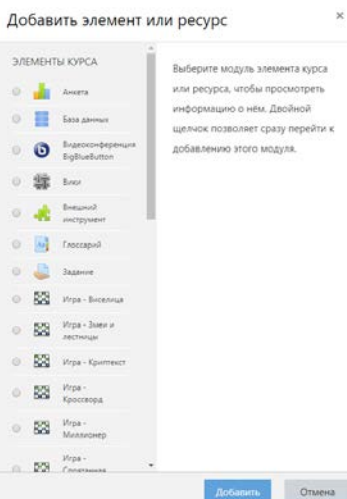 Добавить элемент или ресурс
×
ЭЛЕМЕНТЫ КУРСА
Анкета
База данных
Видеоконференция
BigBlueButton
Вики
Внешний
инструмент
Глоссарий
Задание
Игра - Виселица
Игра - Змеи и
лестницы
Игра - Криптекст
Игра -
Кроссворд
Игра -
Миллионер
Игра -
Выберите модуль элемента курса
или ресурса, чтобы просмотреть
информацию о нём. Двойной
щелчок позволяет сразу перейти к
добавлению этого модуля.
Добавить
Отмена